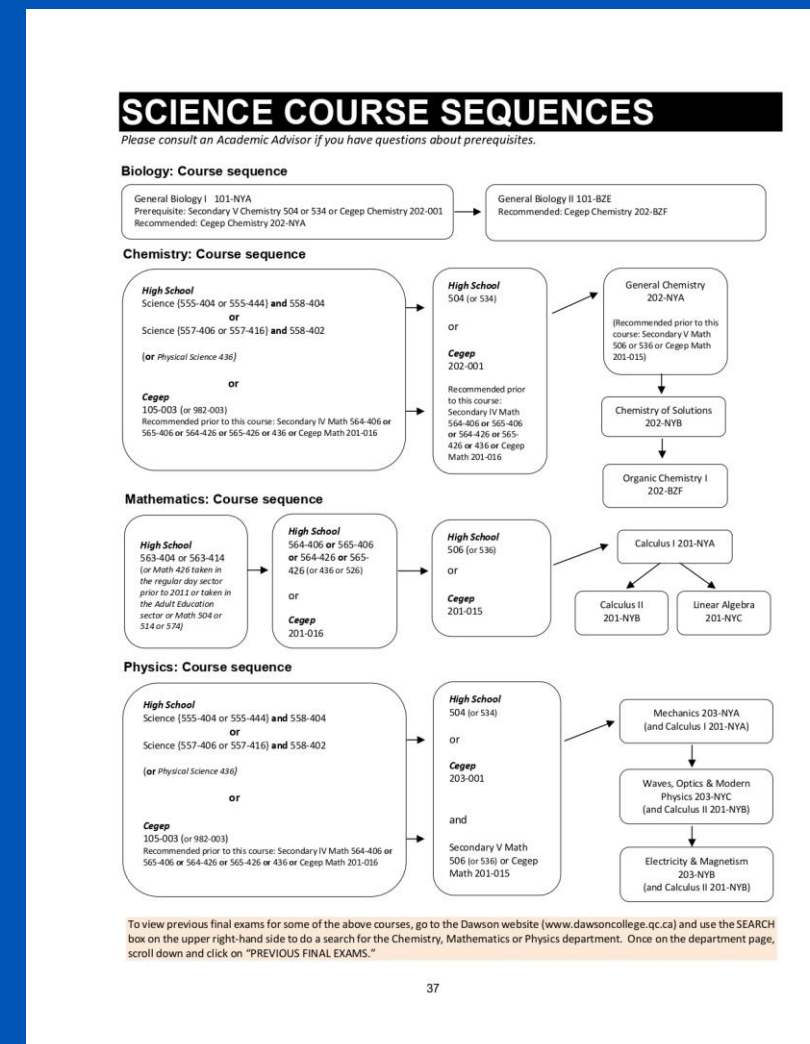 SCIENCE COURSE SEQUENCES
Please consult an Academic Advisor if you have questions about prerequisites.
Biology: Course sequence
General Biology I 101-NYA
Prerequisite: Secondary V Chemistry 504 or 534 or Cegep Chemistry 202-001
Recommended: Cegep Chemistry 202-NYA
General Biology II 101-BZE
Recommended: Cegep Chemistry 202-BZF
Chemistry: Course sequence
High School
Science (555-404 or 555-444) and 558-404
or
Science (557-406 or 557-416) and 558-402
(or Physical Science 436)
or
Cegep
105-003 (or 982-003)
Recommended prior to this course: Secondary IV Math 564-406 or
565-406 or 564-426 or 565-426 or 436 or Cegep Math 201-016
High School
504 (or 534)
or
Cegep
202-001
Recommended prior
to this course:
Secondary IV Math
564-406 or 565-406
or 564-426 or 565-
426 or 436 or Cegep
Math 201-016
General Chemistry
202-NYA
(Recommended prior to this
course: Secondary V Math
506 or 536 or Cegep Math
201-015)
Chemistry of Solutions
202-NYB
Organic Chemistry I
202-BZF
Mathematics: Course sequence
High School
563-404 or 563-414
(or Math 426 taken in
the regular day sector
prior to 2011 or taken in
the Adult Education
sector or Math 504 or
514 or 574)
High School
564-406 or 565-406
or 564-426 or 565-
426 (or 436 or 526)
or
Cegep
201-016
High School
506 (or 536)
or
Cegep
201-015
Calculus I 201-NYA
Calculus II
201-NYB
Linear Algebra
201-NYC
Physics: Course sequence
High School
Science (555-404 or 555-444) and 558-404
or
Science (557-406 or 557-416) and 558-402
(or Physical Science 436)
or
Cegep
105-003 (or 982-003)
Recommended prior to this course: Secondary IV Math 564-406 or
565-406 or 564-426 or 565-426 or 436 or Cegep Math 201-016
High School
504 (or 534)
or
Cegep
203-001
and
Secondary V Math
506 (or 536) or Cegep
Math 201-015
Mechanics 203-NYA
(and Calculus I 201-NYA)
Waves, Optics & Modern
Physics 203-NYC
(and Calculus II 201-NYB)
Electricity & Magnetism
203-NYB
(and Calculus II 201-NYB)
To view previous final exams for some of the above courses, go to the Dawson website (www.dawsoncollege.qc.ca) and use the SEARCH
box on the upper right-hand side to do a search for the Chemistry, Mathematics or Physics department. Once on the department page,
scroll down and click on "PREVIOUS FINAL EXAMS."
37